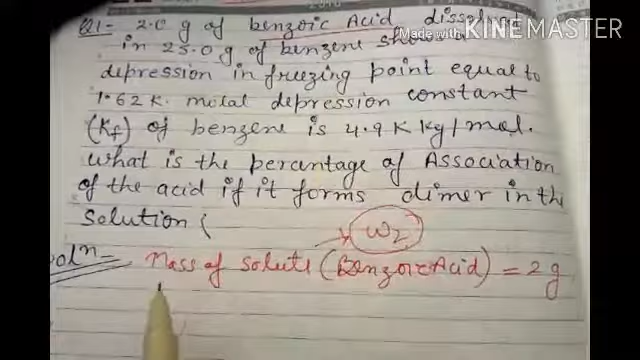 Made with KINEMASTER
Q1- 2.0 g of benzoic Acid dissolved
in 25.0 g of benzene
depression in freezing point equal to
1.62 K. molal depression constant
(Kf) of benzene is 4.9 K kg/mol.
what is the percentage of Association
of the acid if it forms dimer in the
solution (
W2
Mass of solute (Benzoic Acid) = 2 g